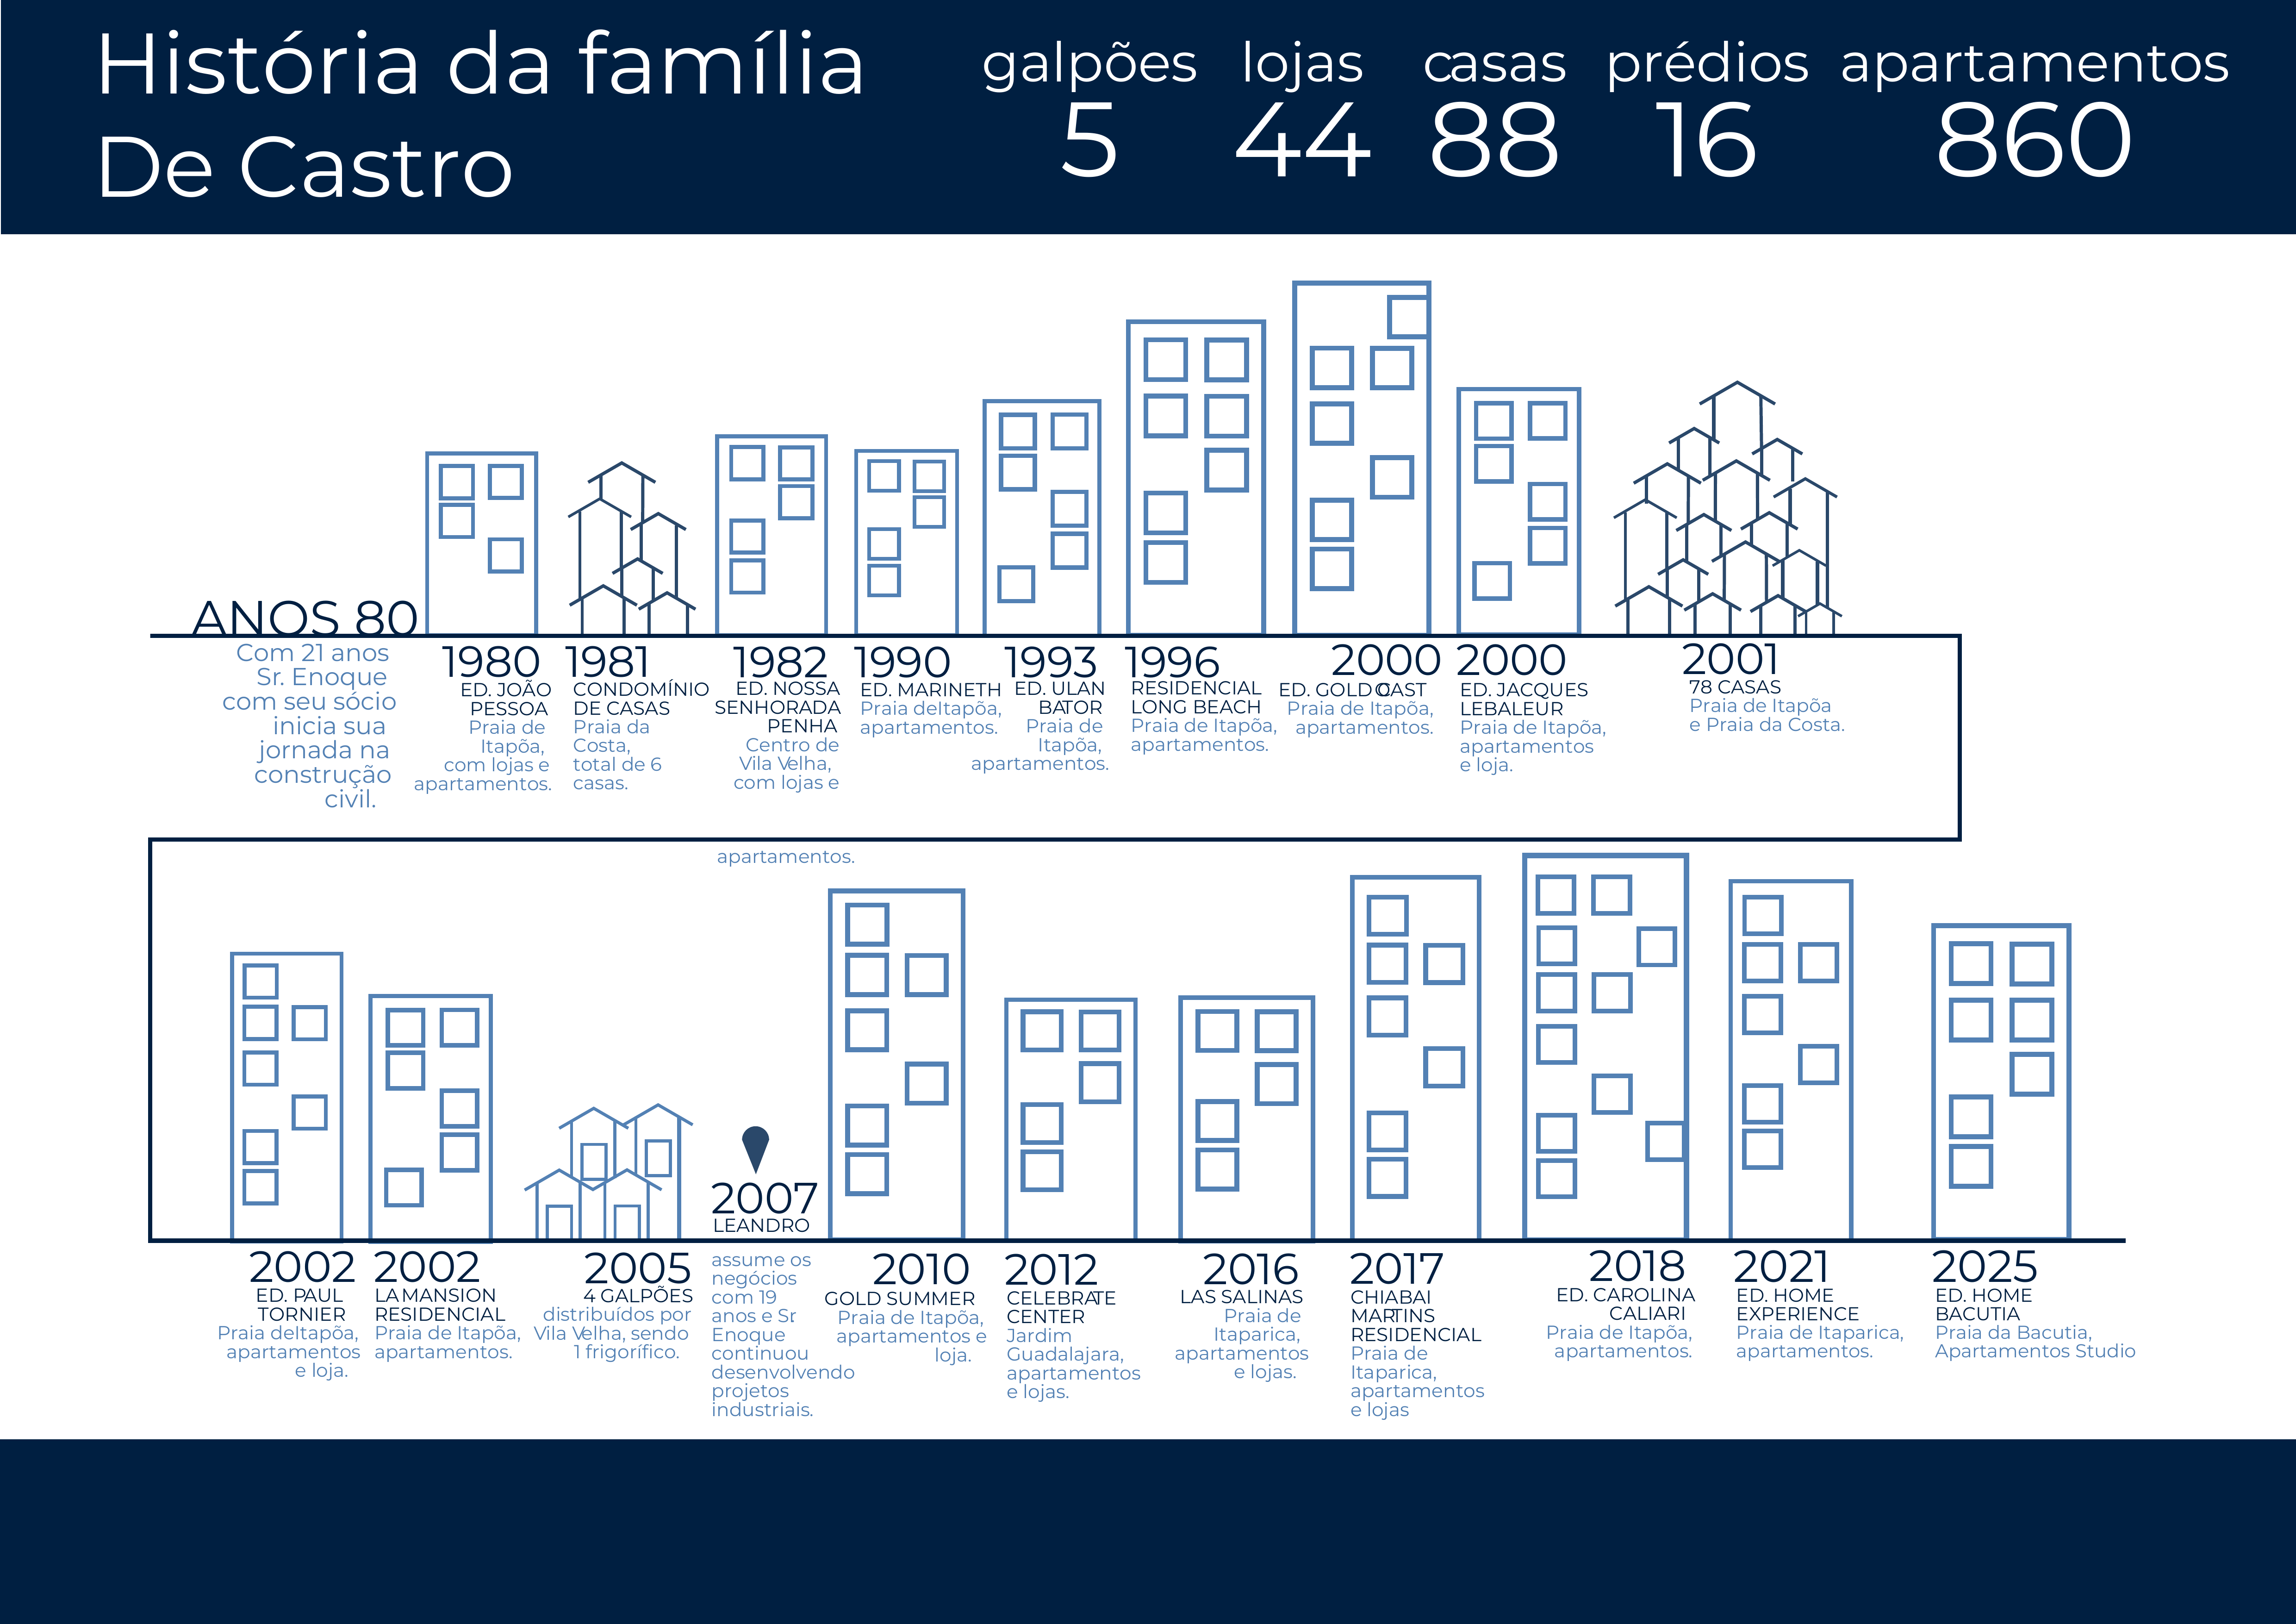 História da família
De Castro
galpões lojas casas prédios apartamentos
5 44 88 16 860
ANOS 80
Com 21 anos
Sr. Enoque
com seu sócio
inicia sua
jornada na
construção
civil.
1980
ED. JOÃO
PESSOA
Praia de
Itapõa,
com lojas e
apartamentos.
1981
CONDOMÍNIO
DE CASAS
Praia da
Costa,
total de 6
casas.
1982
ED. NOSSA
SENHORADA
PENHA
Centro de
Vila Velha,
com lojas e
apartamentos.
1990
ED. MARINETH
Praia deItapõa,
apartamentos.
1993
ED. ULAN
BATOR
Praia de
Itapõa,
apartamentos.
1996
RESIDENCIAL
LONG BEACH
Praia de Itapõa,
apartamentos.
2000
ED. GOLD CAST
Praia de Itapõa,
apartamentos.
2000
ED. JACQUES
LEBALEUR
Praia de Itapõa,
apartamentos
e loja.
2001
78 CASAS
Praia de Itapõa
e Praia da Costa.
2002
ED. PAUL
TORNIER
Praia deItapõa,
apartamentos
e loja.
2002
LA MANSION
RESIDENCIAL
Praia de Itapõa,
apartamentos.
2005
4 GALPÕES
distribuídos por
Vila Velha, sendo
1 frigorífico.
2007
LEANDRO
assume os
negócios
com 19
anos e Sr.
Enoque
continuou
desenvolvendo
projetos
industriais.
2010
GOLD SUMMER
Praia de Itapõa,
apartamentos e
loja.
2012
CELEBRATE
CENTER
Jardim
Guadalajara,
apartamentos
e lojas.
2016
LAS SALINAS
Praia de
Itaparica,
apartamentos
e lojas.
2017
CHIABAI
MARTINS
RESIDENCIAL
Praia de
Itaparica,
apartamentos
e lojas
2018
ED. CAROLINA
CALIARI
Praia de Itapõa,
apartamentos.
2021
ED. HOME
EXPERIENCE
Praia de Itaparica,
apartamentos.
2025
ED. HOME
BACUTIA
Praia da Bacutia,
Apartamentos Studio